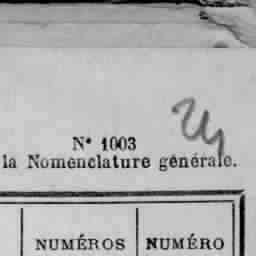 N° 1003
la Nomenclature générale.
NUMÉROS NUMÉRO